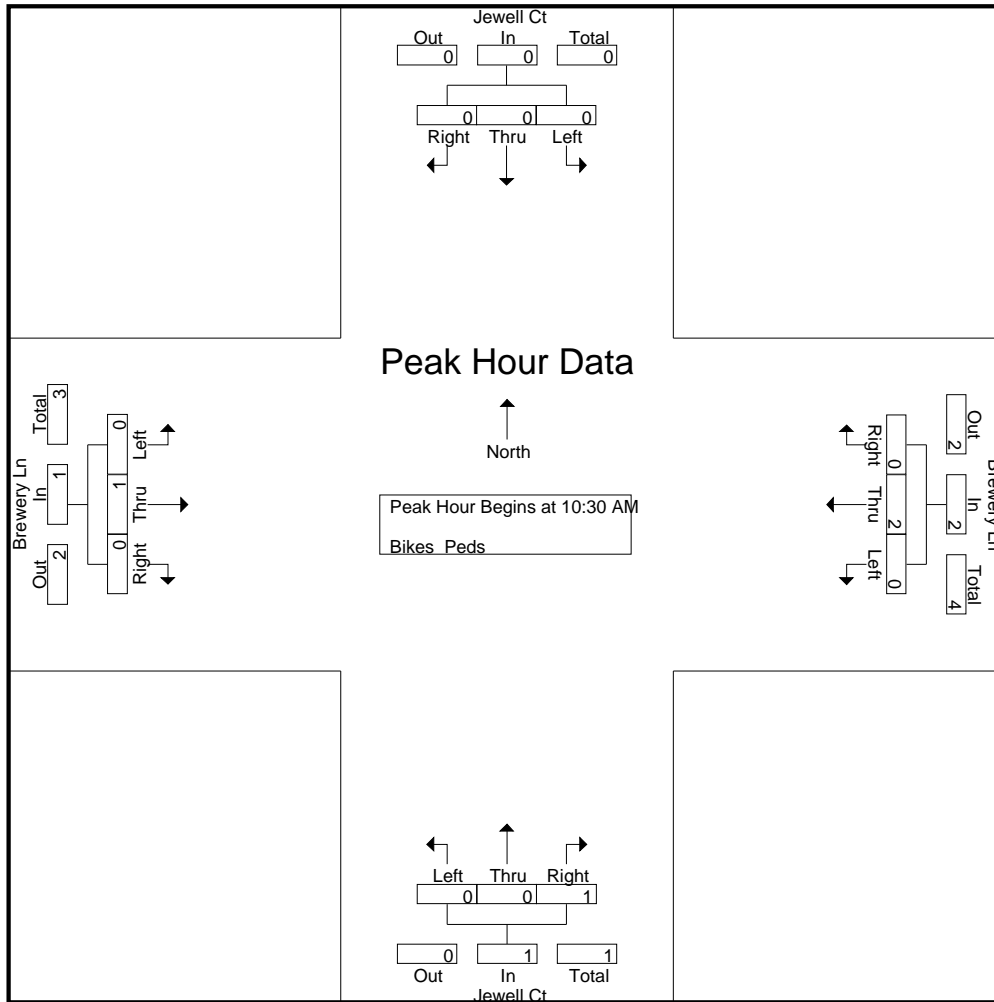 Jewell Ct
Out In Total
0 0 0
0 0 0
Right Thru Left
Peak Hour Data
North
Peak Hour Begins at 10:30 AM
Bikes Peds
Brewery Ln
Out In Total
2 1 3
Right Thru Left
0 1 0
Brewery Ln
Out In Total
2 2 4
Right Thru Left
0 2 0
Left Thru Right
0 0 1
0 1 1
Out In Total
Jewell Ct